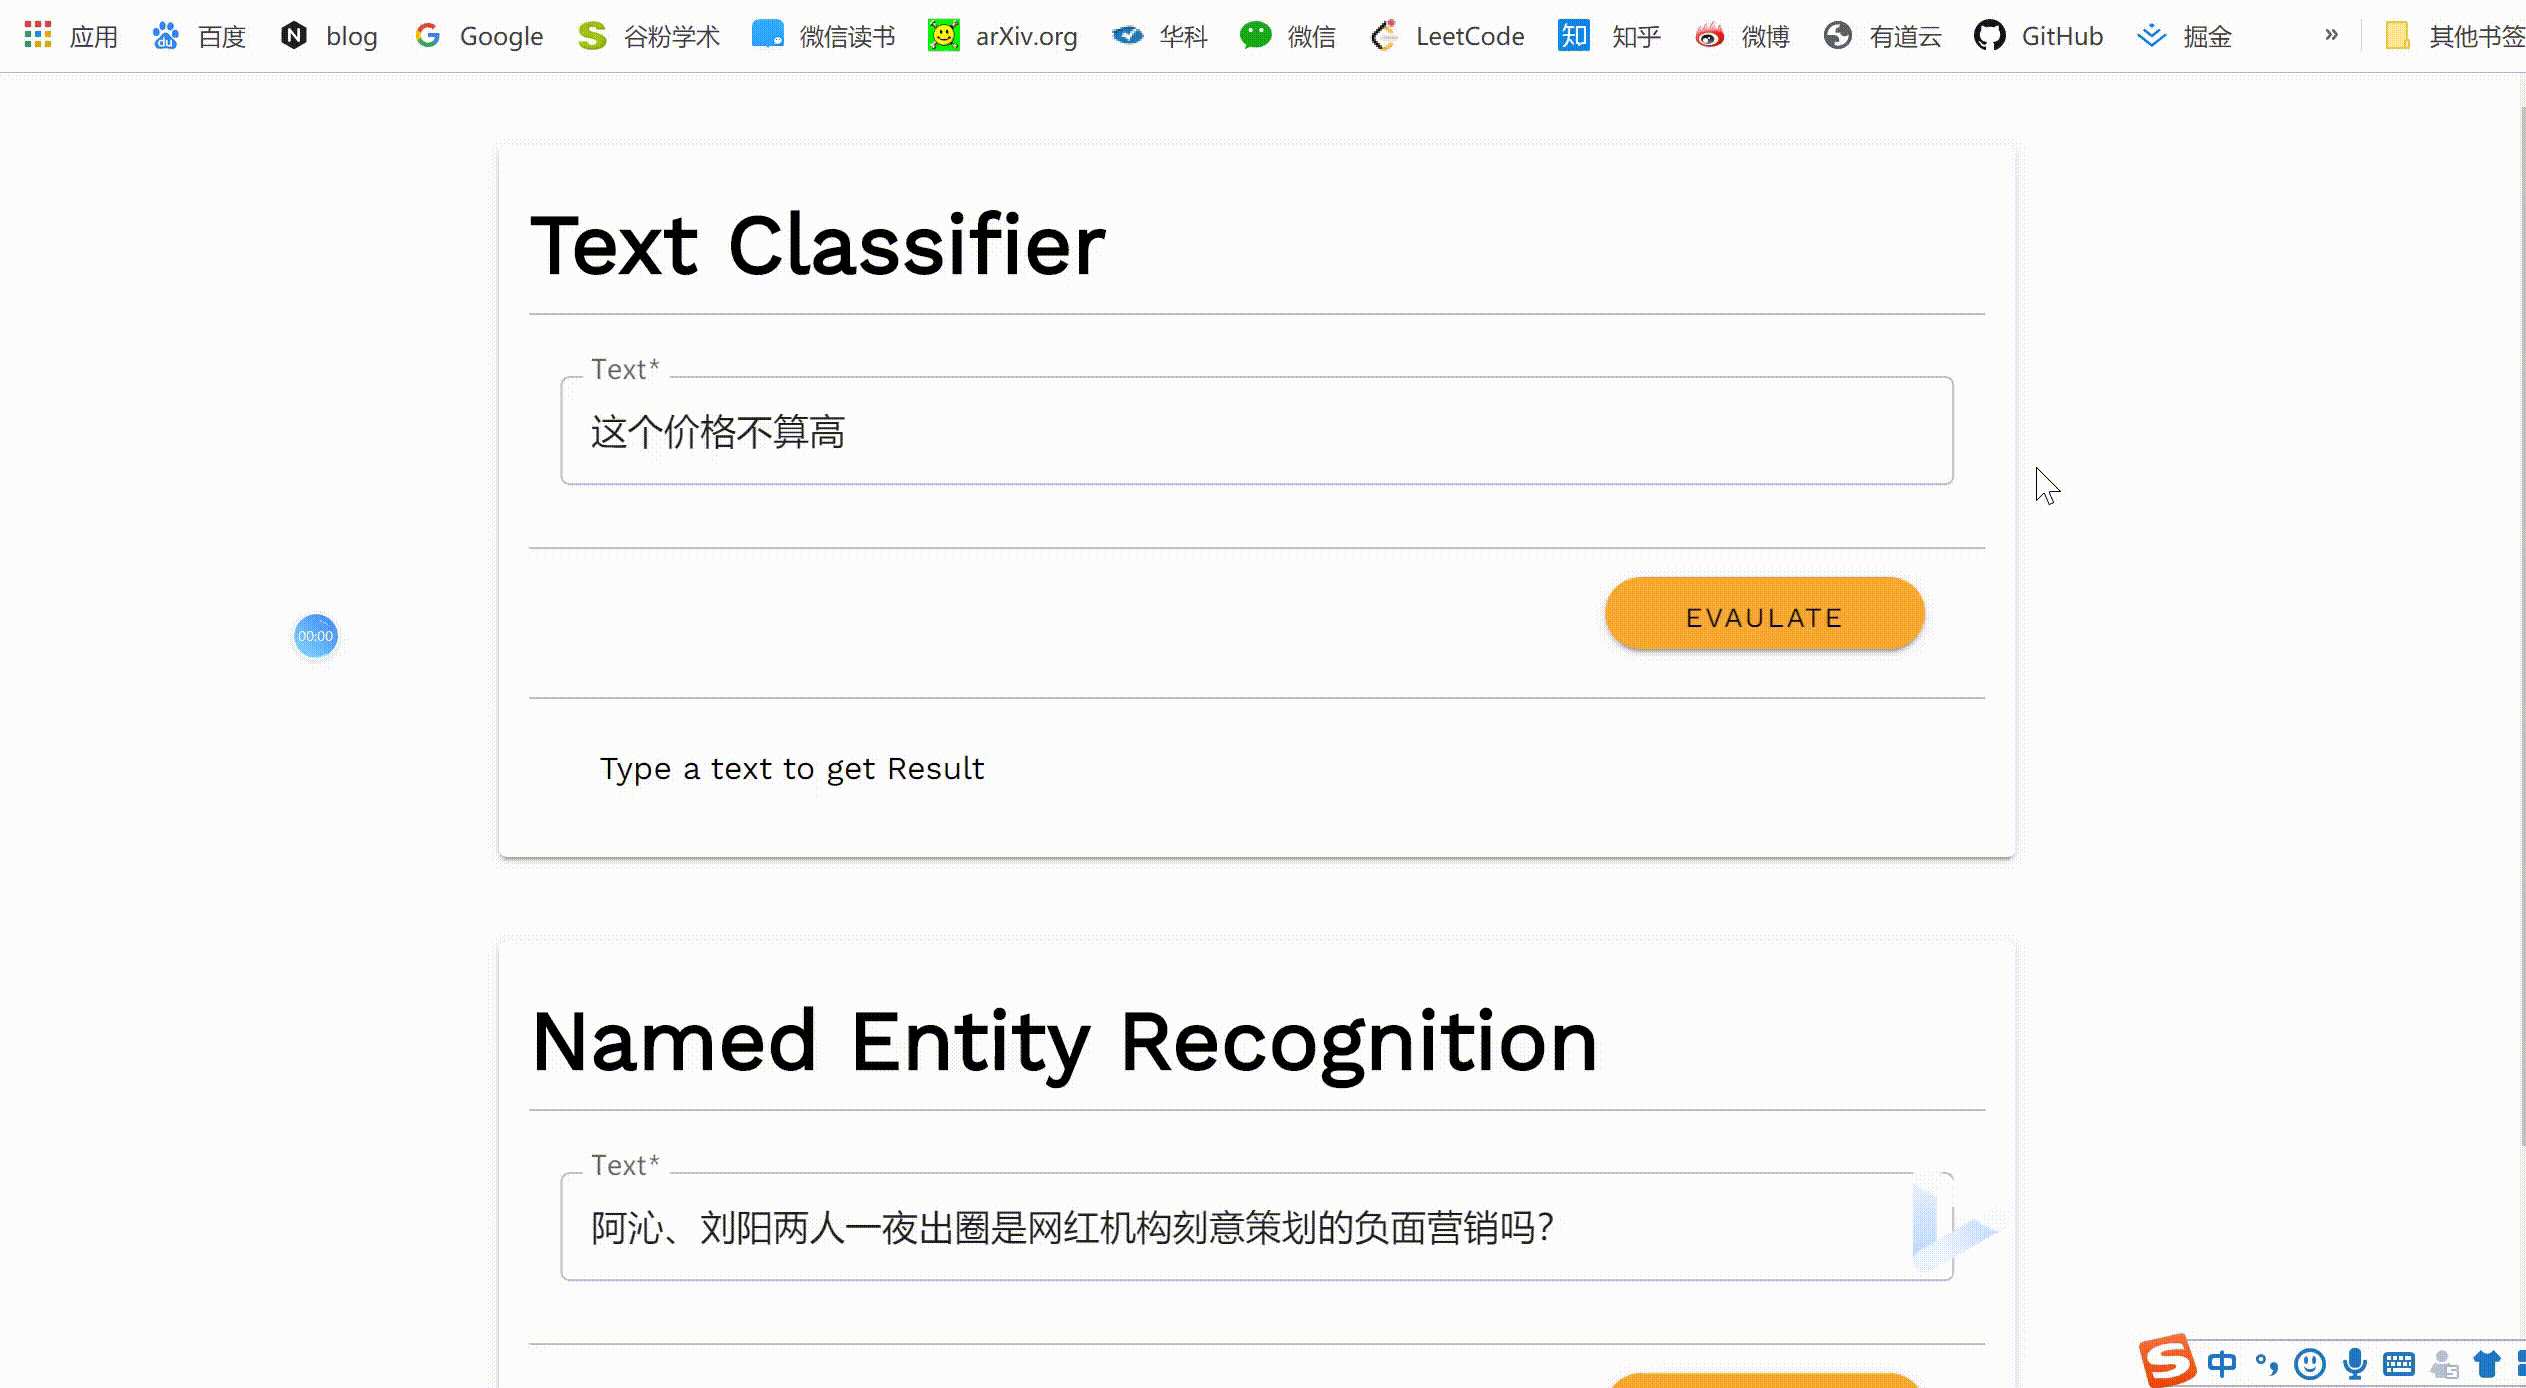 应用 百度 blog Google 谷粉学术 微信读书 arXiv.org 华科 微信 LeetCode 知乎 微博 有道云 GitHub 掘金 » 其他书签
Text Classifier
Text*
这个价格不算高
EVAULATE
00:00
Type a text to get Result
Named Entity Recognition
Text*
阿沁、刘阳两人一夜出圈是网红机构刻意策划的负面营销吗？
中